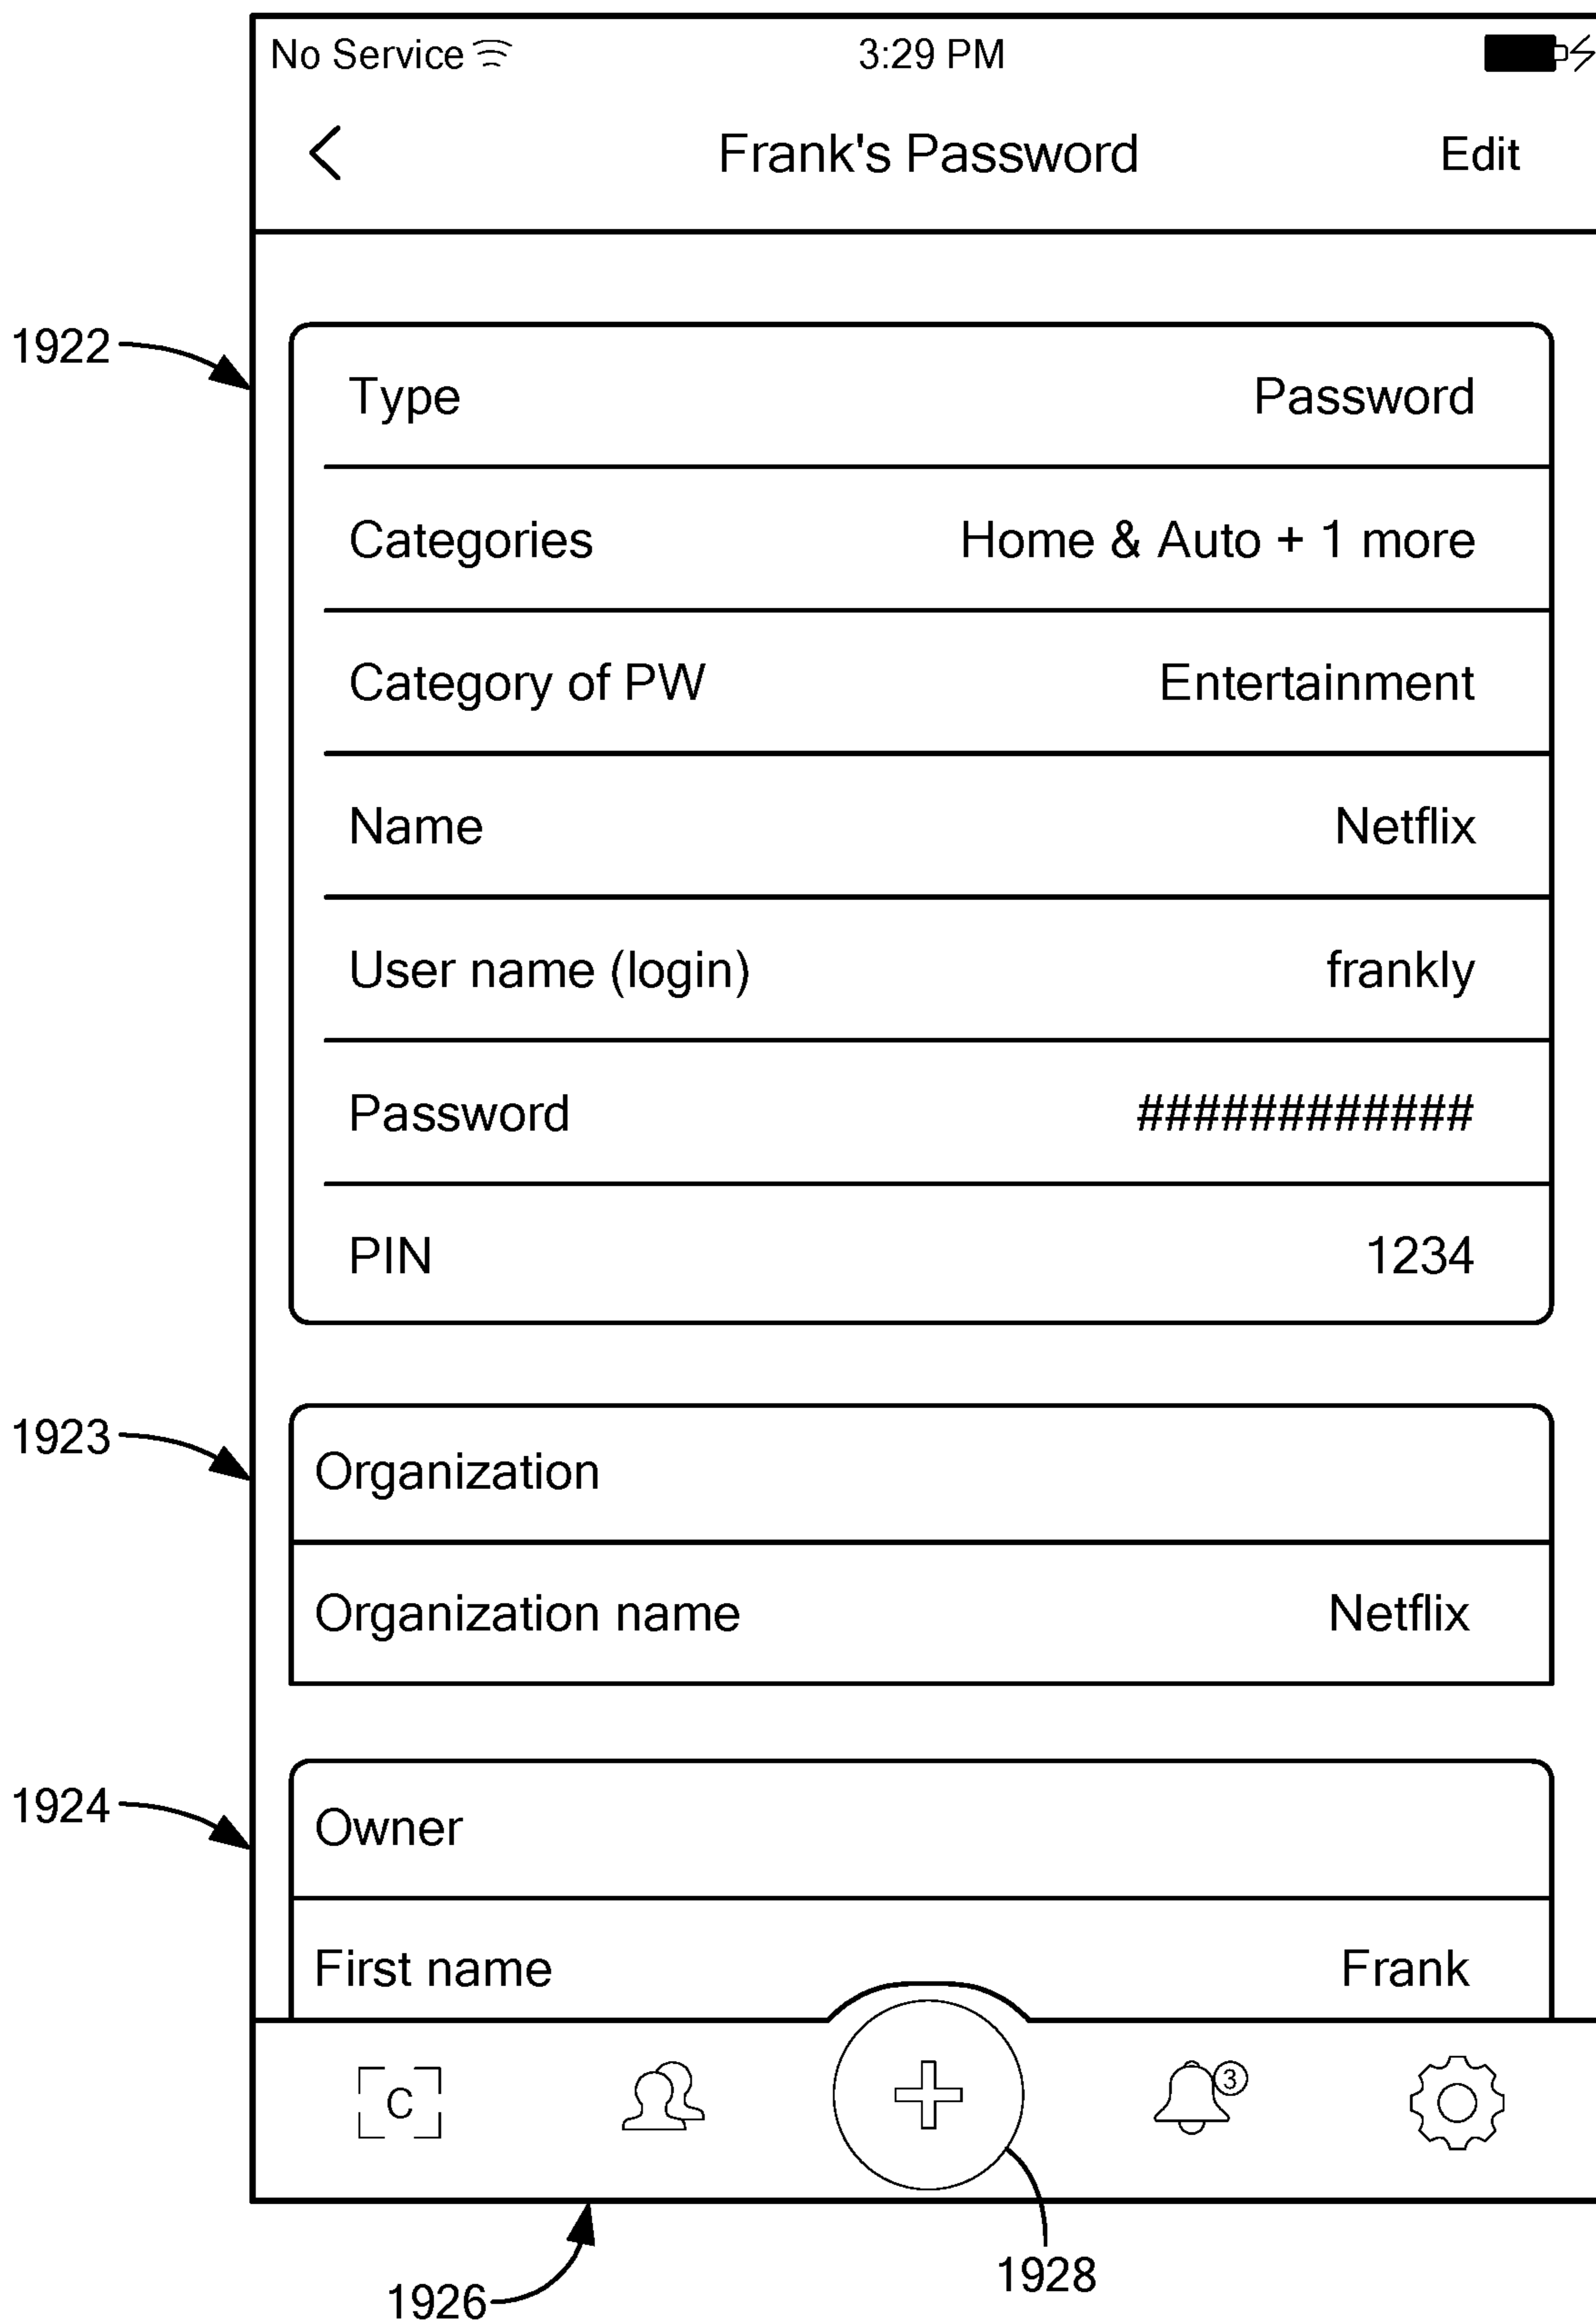 No Service 3:29 PM
Frank's Password Edit
1922
Type Password
Categories Home & Auto + 1 more
Category of PW Entertainment
Name Netflix
User name (login) frankly
Password ############
PIN 1234
1923
Organization
Organization name Netflix
1924
Owner
First name Frank
C + 3
1926 1928